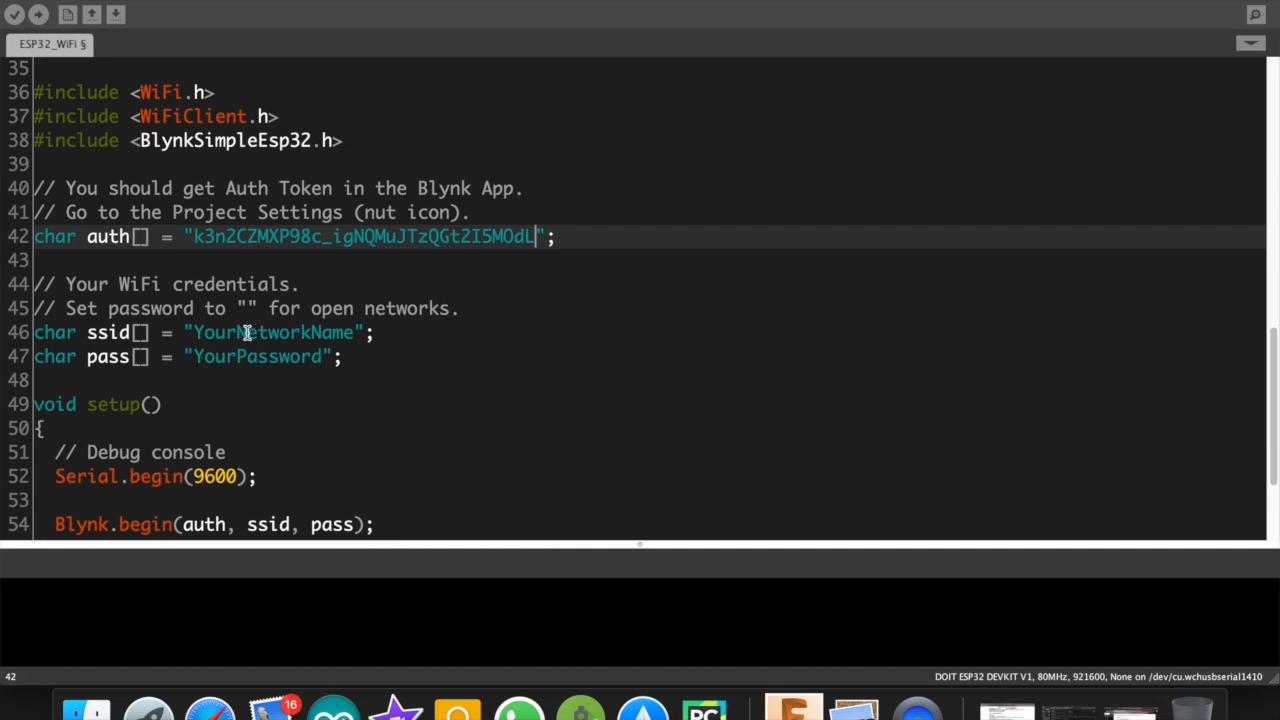 ESP32_WiFi §
35
36 #include <WiFi.h>
37 #include <WiFiClient.h>
38 #include <BlynkSimpleEsp32.h>
39
40 // You should get Auth Token in the Blynk App.
41 // Go to the Project Settings (nut icon).
42 char auth[] = "k3n2CZMXP98c_igNQMuJTzQGt2I5MOdL";
43
44 // Your WiFi credentials.
45 // Set password to "" for open networks.
46 char ssid[] = "YourNetworkName";
47 char pass[] = "YourPassword";
48
49 void setup()
50 {
51 // Debug console
52 Serial.begin(9600);
53
54 Blynk.begin(auth, ssid, pass);
42
DOIT ESP32 DEVKIT V1, 80MHz, 921600, None on /dev/cu.wchusbserial1410
16
PC